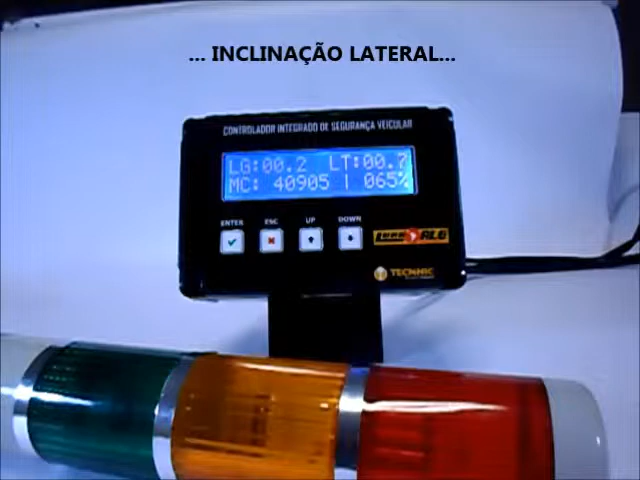 ... INCLINAÇÃO LATERAL...
CONTROLADOR INTEGRADO DE SEGURANÇA VEICULAR
LG:00.2 LT:00.7
MC: 40905 | 065%
ENTER ESC UP DOWN
TECNNIC